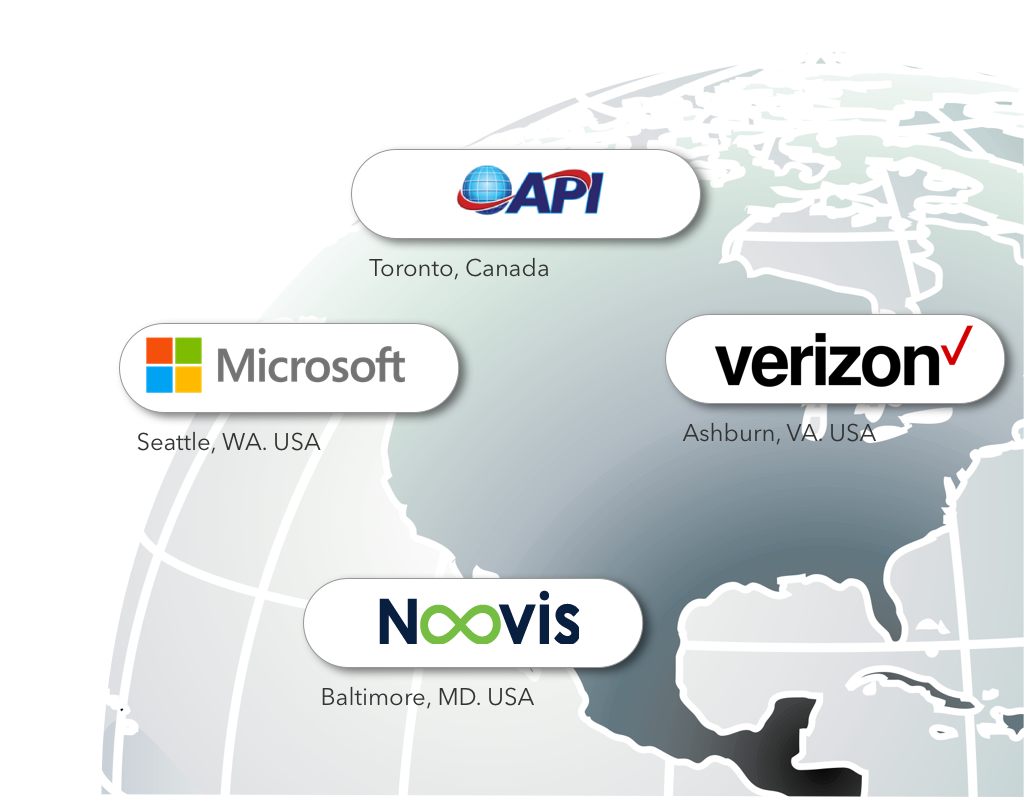 API
Toronto, Canada
Microsoft
Seattle, WA. USA
verizon✓
Ashburn, VA. USA
Noovis
Baltimore, MD. USA